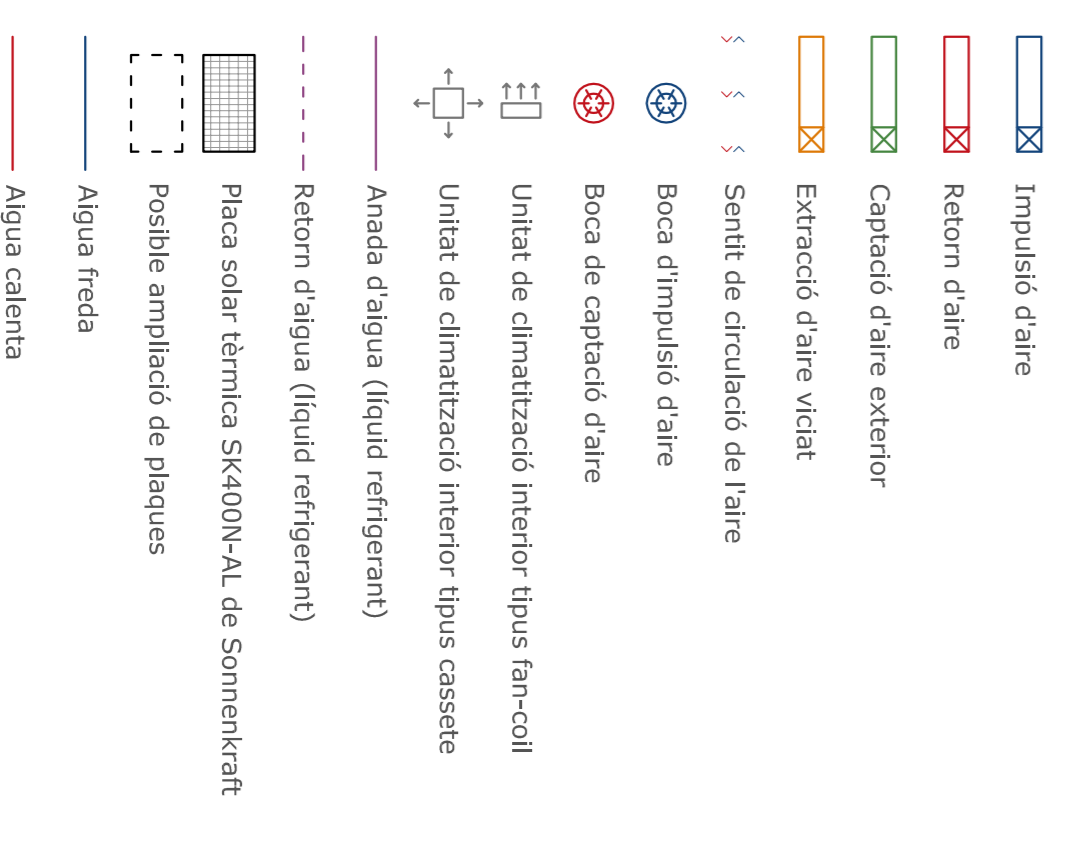 Impulsió d'aire
Retorn d'aire
Captació d'aire exterior
Extracció d'aire viciat
Sentit de circulació de l'aire
Boca d'impulsió d'aire
Boca de captació d'aire
Unitat de climatització interior tipus fan-coil
Unitat de climatització interior tipus cassete
Anada d'aigua (líquid refrigerant)
Retorn d'aigua (líquid refrigerant)
Placa solar tèrmica SK400N-AL de Sonnenkraft
Posible ampliació de plaques
Aigua freda
Aigua calenta